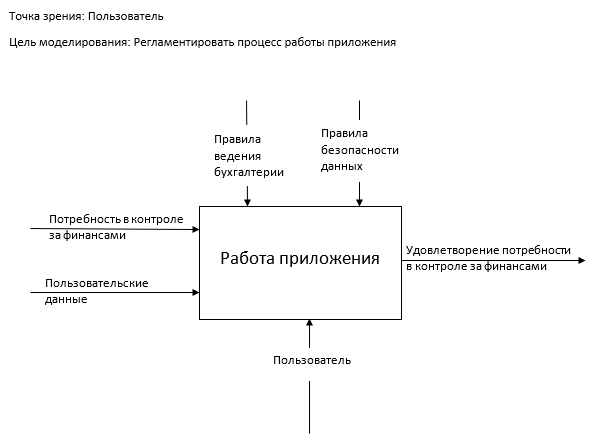 Точка зрения: Пользователь
Цель моделирования: Регламентировать процесс работы приложения
Правила
ведения
бухгалтерии
Правила
безопасности
данных
Потребность в контроле
за финансами
Пользовательские
данные
Работа приложения
Удовлетворение потребности
в контроле за финансами
Пользователь